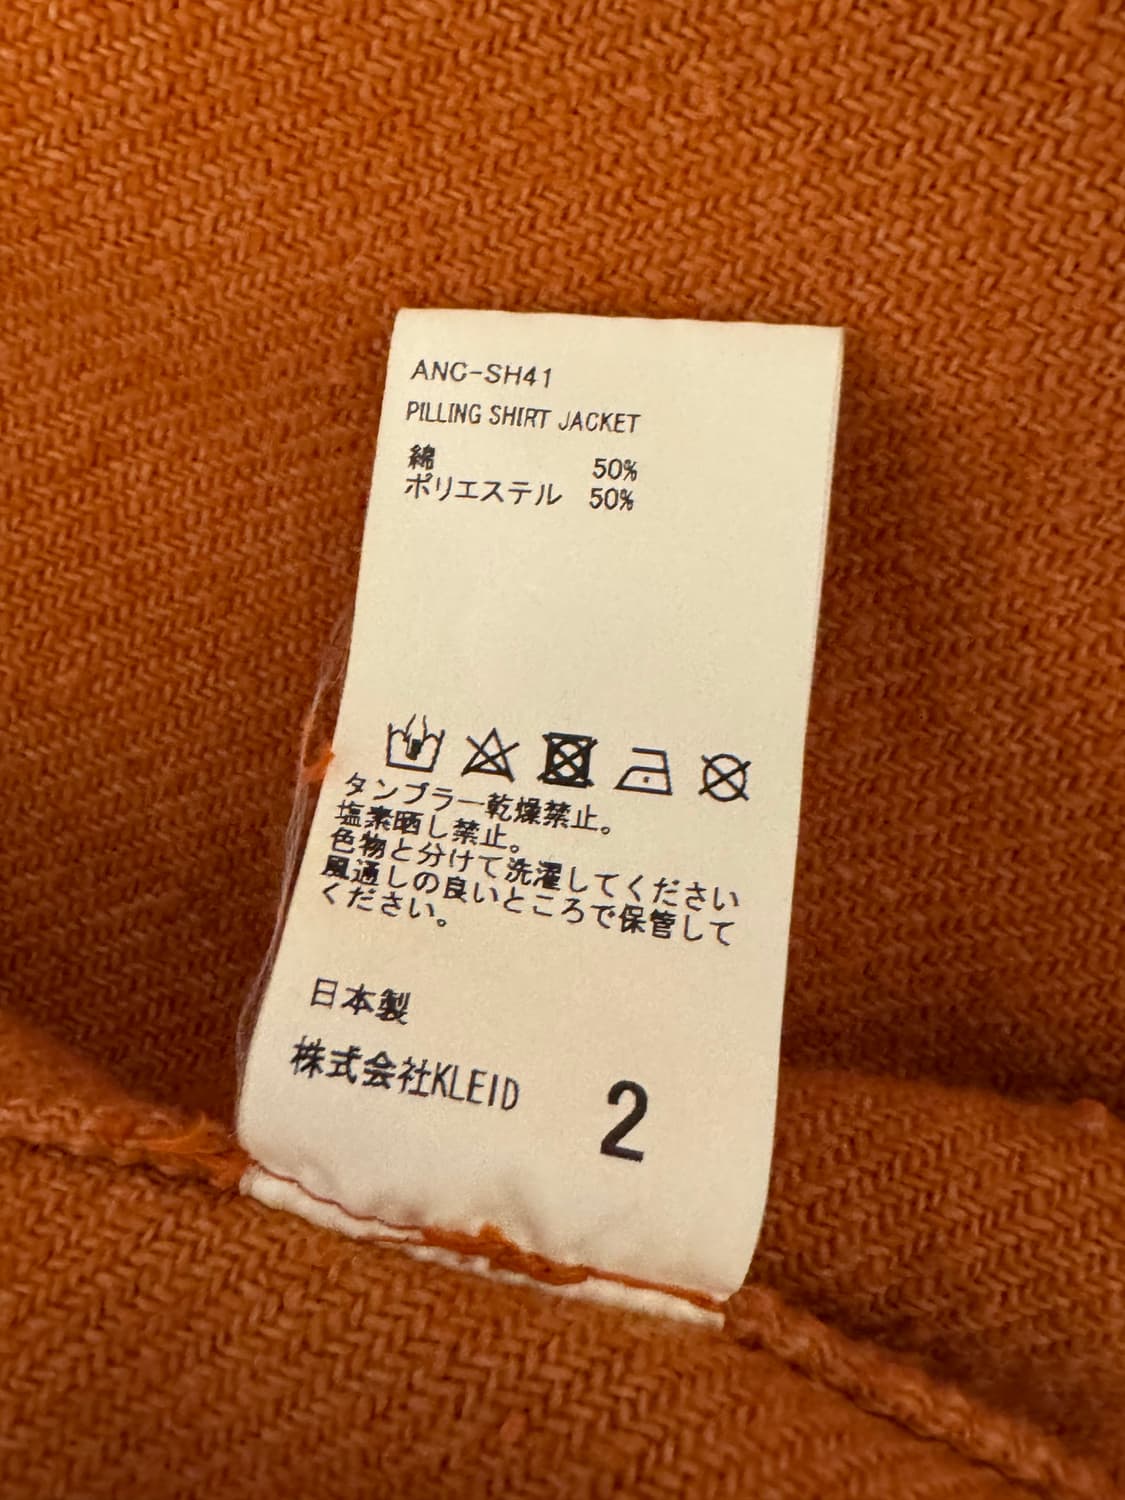 ANC-SH41
PILLING SHIRT JACKET
綿 50%
ポリエステル 50%
タンブラー乾燥禁止。
塩素晒し禁止。
色物と分けて洗濯してください
風通しの良いところで保管して
ください。
日本製
株式会社KLEID
2